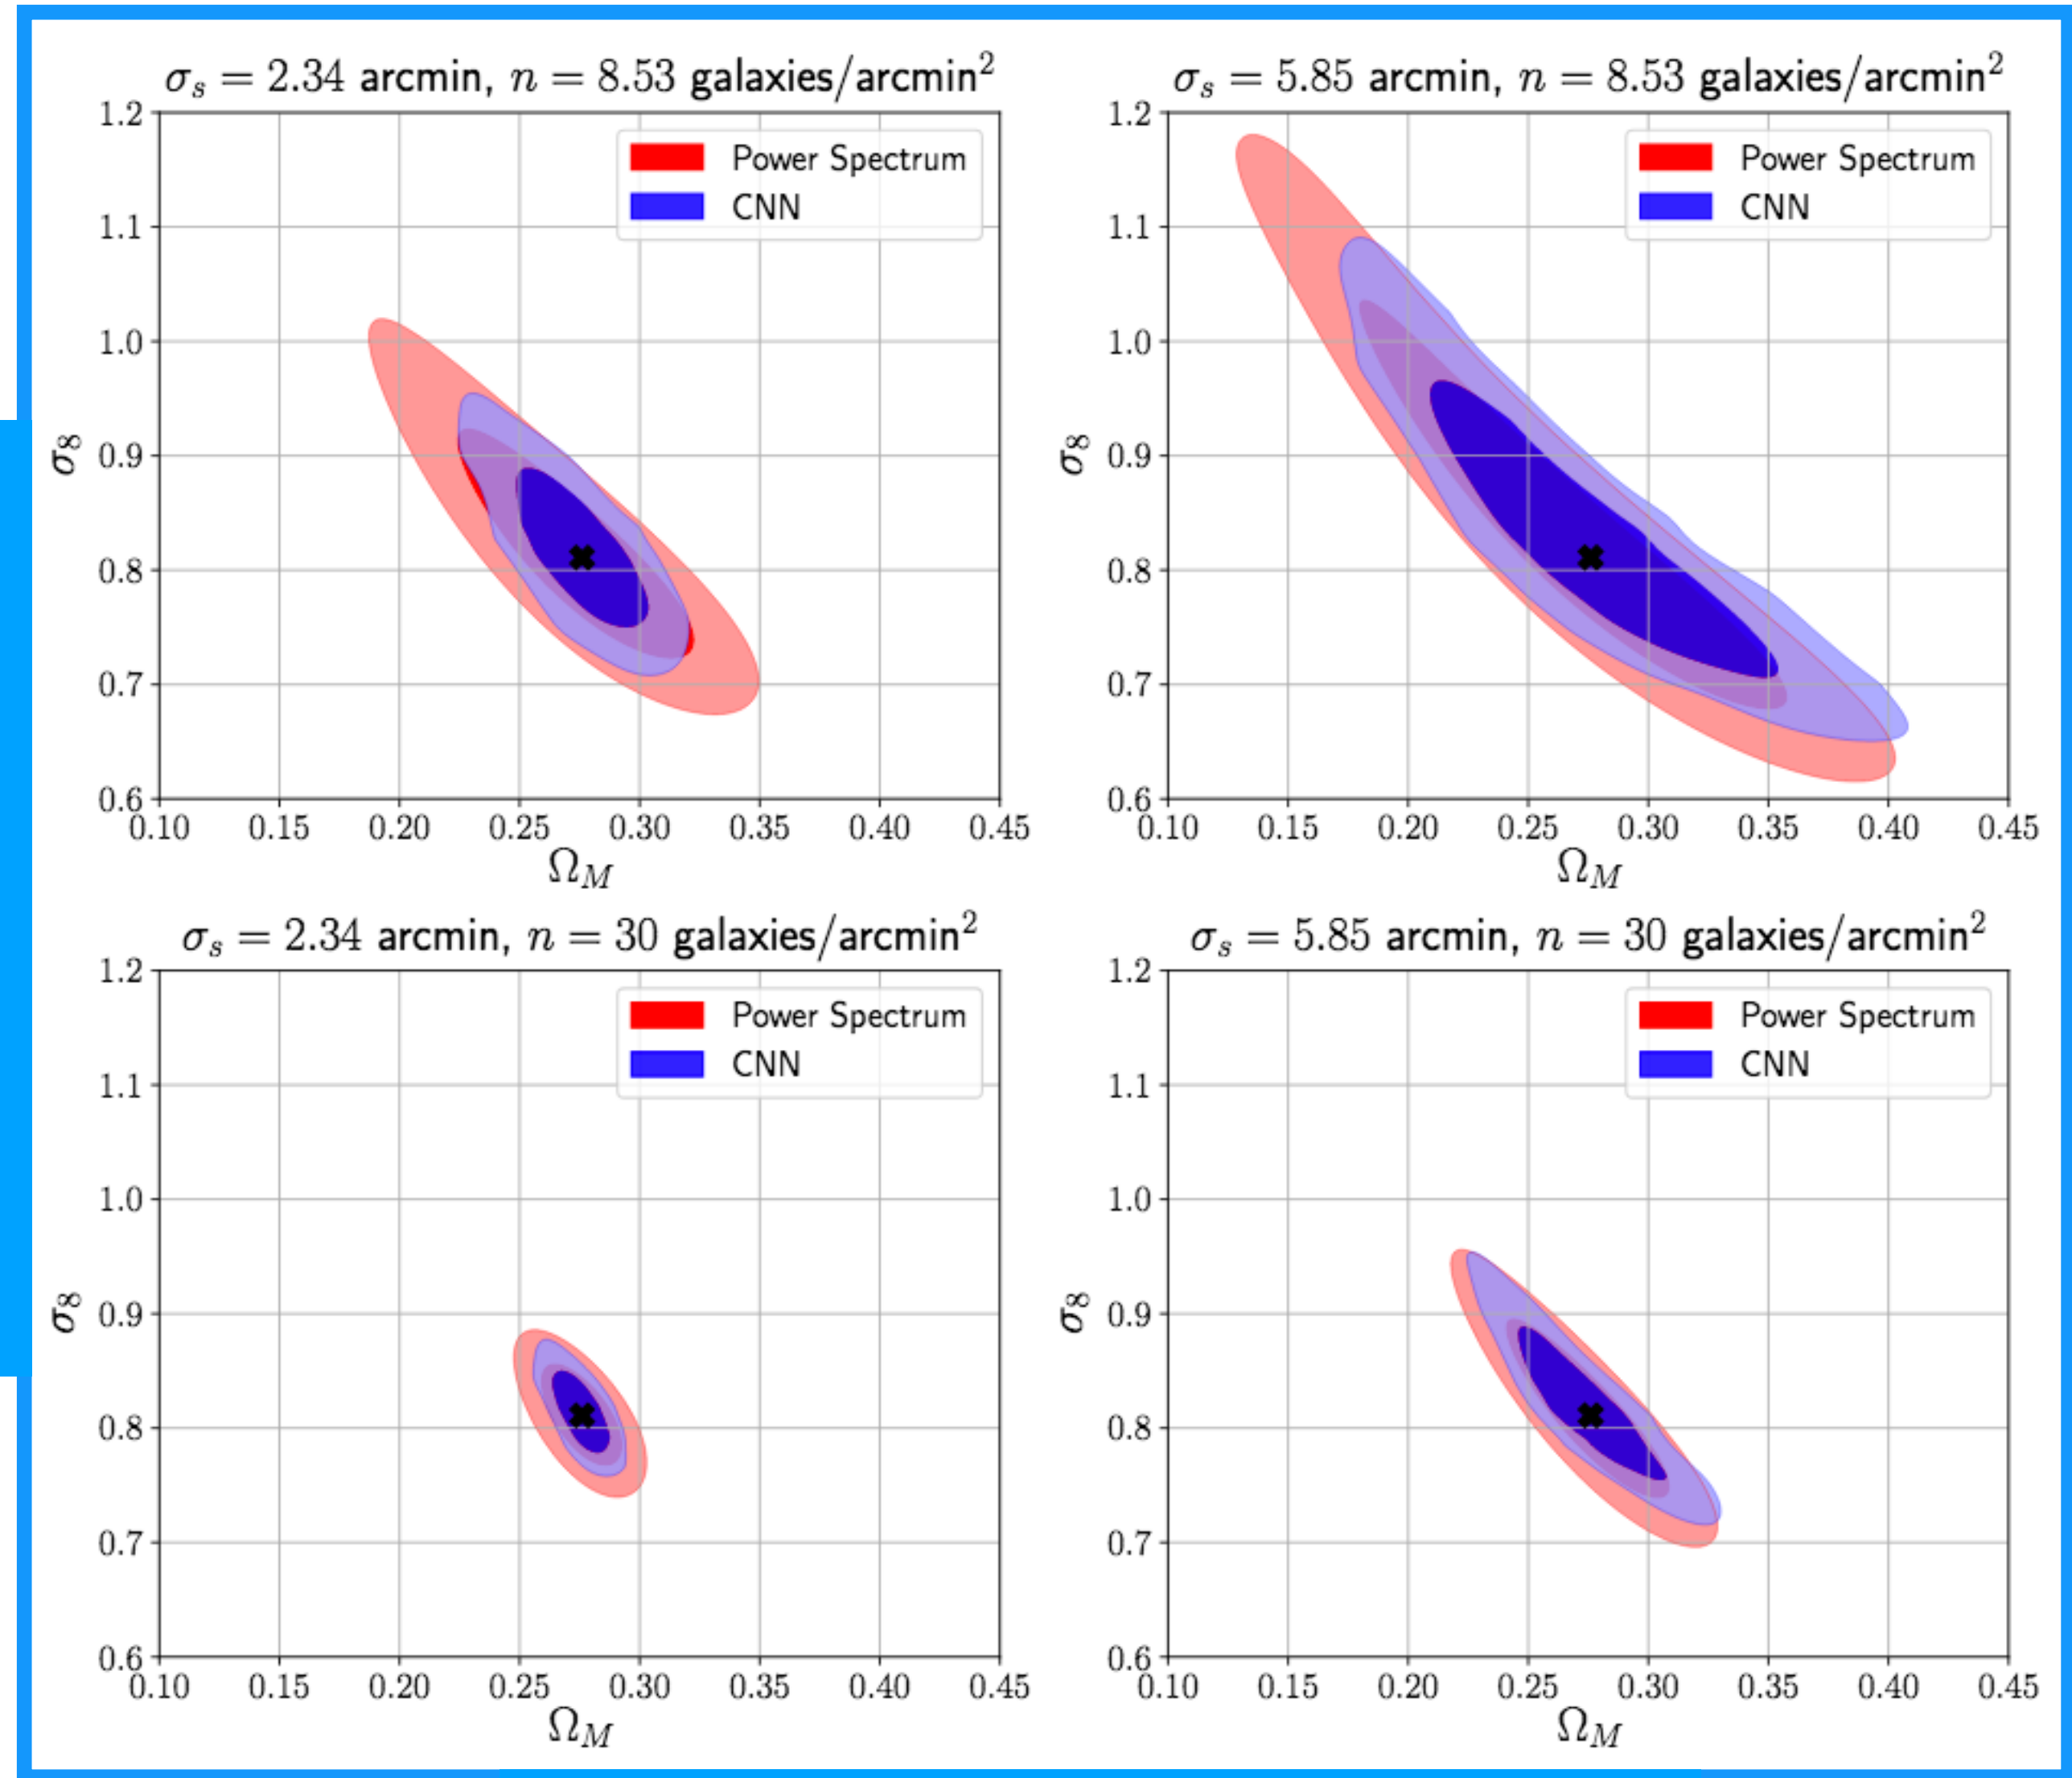 σₛ = 2.34 arcmin, n = 8.53 galaxies/arcmin²
1.2
1.1
1.0
0.9
0.8
0.7
0.6
σ₈
Power Spectrum
CNN
0.10 0.15 0.20 0.25 0.30 0.35 0.40 0.45
Ω_M
σₛ = 5.85 arcmin, n = 8.53 galaxies/arcmin²
1.2
1.1
1.0
0.9
0.8
0.7
0.6
σ₈
Power Spectrum
CNN
0.10 0.15 0.20 0.25 0.30 0.35 0.40 0.45
Ω_M
σₛ = 2.34 arcmin, n = 30 galaxies/arcmin²
1.2
1.1
1.0
0.9
0.8
0.7
0.6
σ₈
Power Spectrum
CNN
0.10 0.15 0.20 0.25 0.30 0.35 0.40 0.45
Ω_M
σₛ = 5.85 arcmin, n = 30 galaxies/arcmin²
1.2
1.1
1.0
0.9
0.8
0.7
0.6
σ₈
Power Spectrum
CNN
0.10 0.15 0.20 0.25 0.30 0.35 0.40 0.45
Ω_M